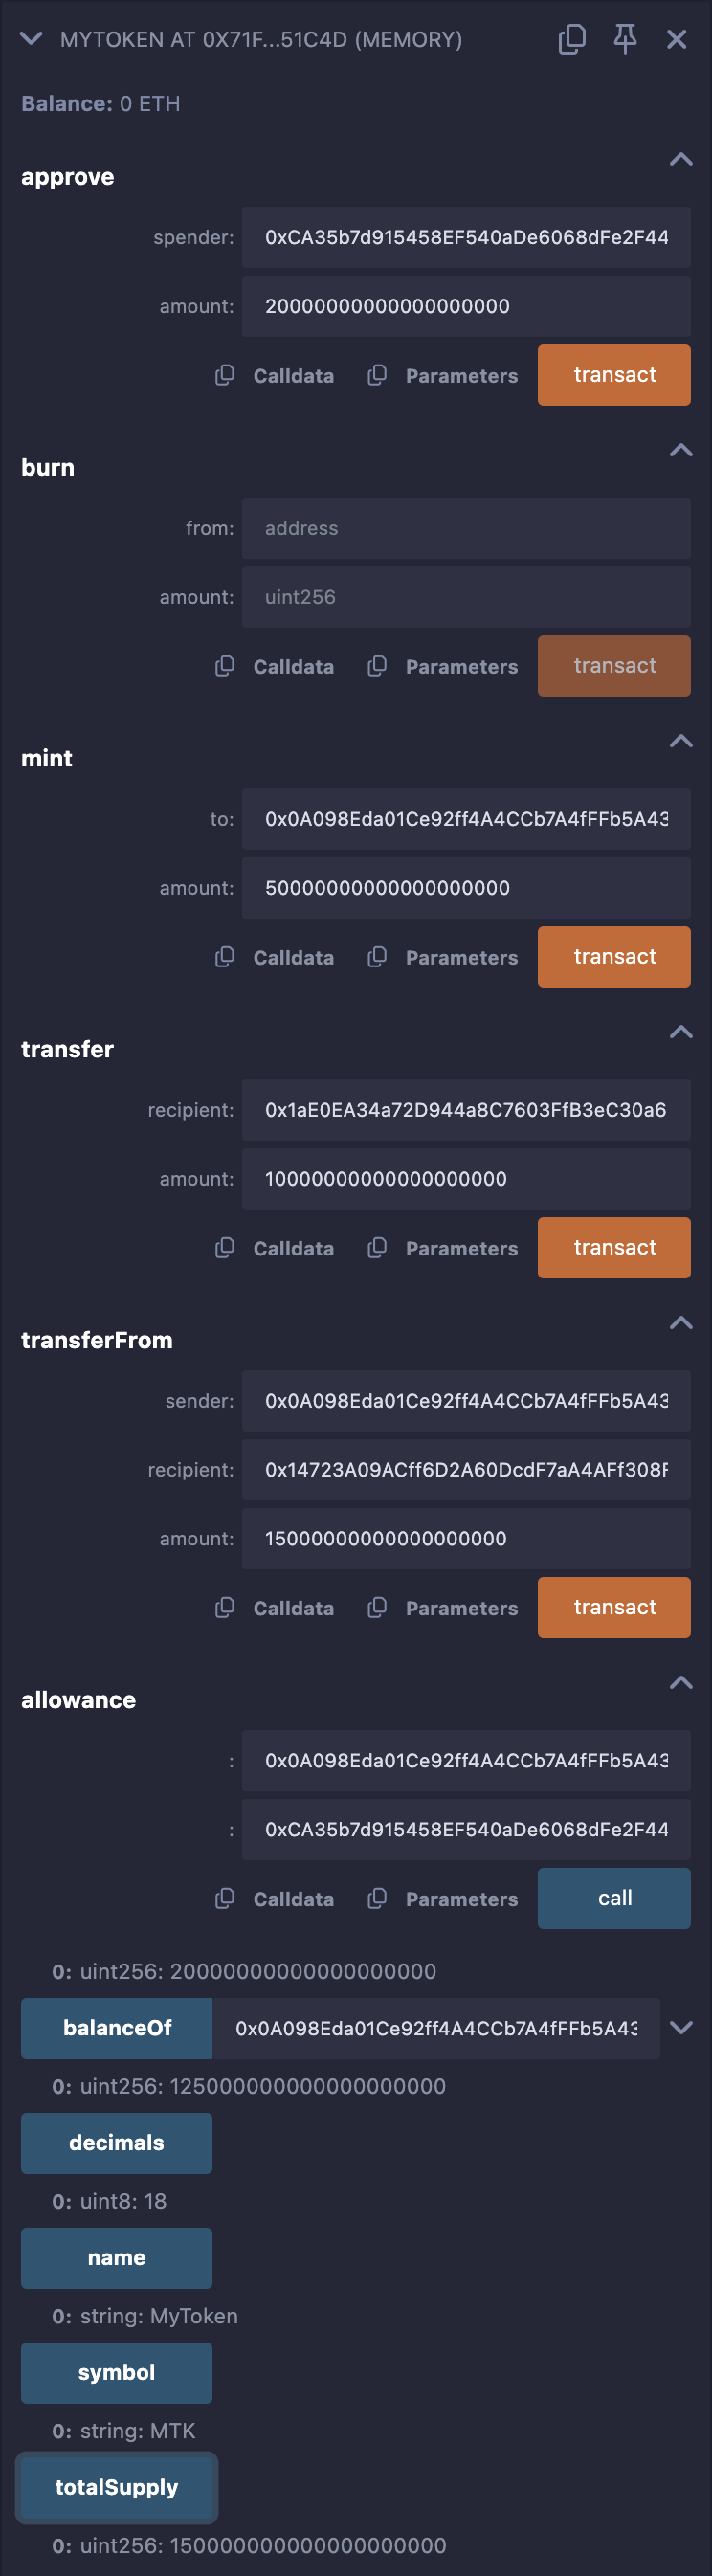 MYTOKEN AT 0X71F...51C4D (MEMORY)
Balance: 0 ETH
approve
spender: 0xCA35b7d915458EF540aDe6068dFe2F44
amount: 20000000000000000000
Calldata Parameters transact
burn
from: address
amount: uint256
Calldata Parameters transact
mint
to: 0x0A098Eda01Ce92ff4A4CCb7A4fFFb5A43
amount: 50000000000000000000
Calldata Parameters transact
transfer
recipient: 0x1aE0EA34a72D944a8C7603FfB3eC30a6
amount: 10000000000000000000
Calldata Parameters transact
transferFrom
sender: 0x0A098Eda01Ce92ff4A4CCb7A4fFFb5A43
recipient: 0x14723A09ACff6D2A60DcdF7aA4AFf308F
amount: 15000000000000000000
Calldata Parameters transact
allowance
: 0x0A098Eda01Ce92ff4A4CCb7A4fFFb5A43
: 0xCA35b7d915458EF540aDe6068dFe2F44
Calldata Parameters call
0: uint256: 20000000000000000000
balanceOf 0x0A098Eda01Ce92ff4A4CCb7A4fFFb5A43
0: uint256: 125000000000000000000
decimals
0: uint8: 18
name
0: string: MyToken
symbol
0: string: MTK
totalSupply
0: uint256: 150000000000000000000